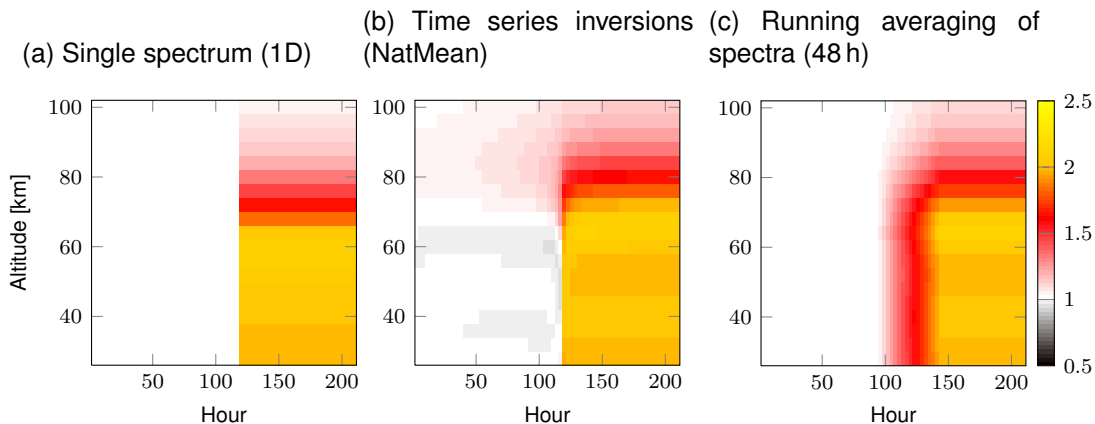 (b) Time series inversions (c) Running averaging of
(a) Single spectrum (1D) (NatMean) spectra (48 h)
100 100 100 2.5
80 80 80 2
60 60 60 1.5
40 40 40 1
0.5
Altitude [km]
50 100 150 200 50 100 150 200 50 100 150 200
Hour Hour Hour